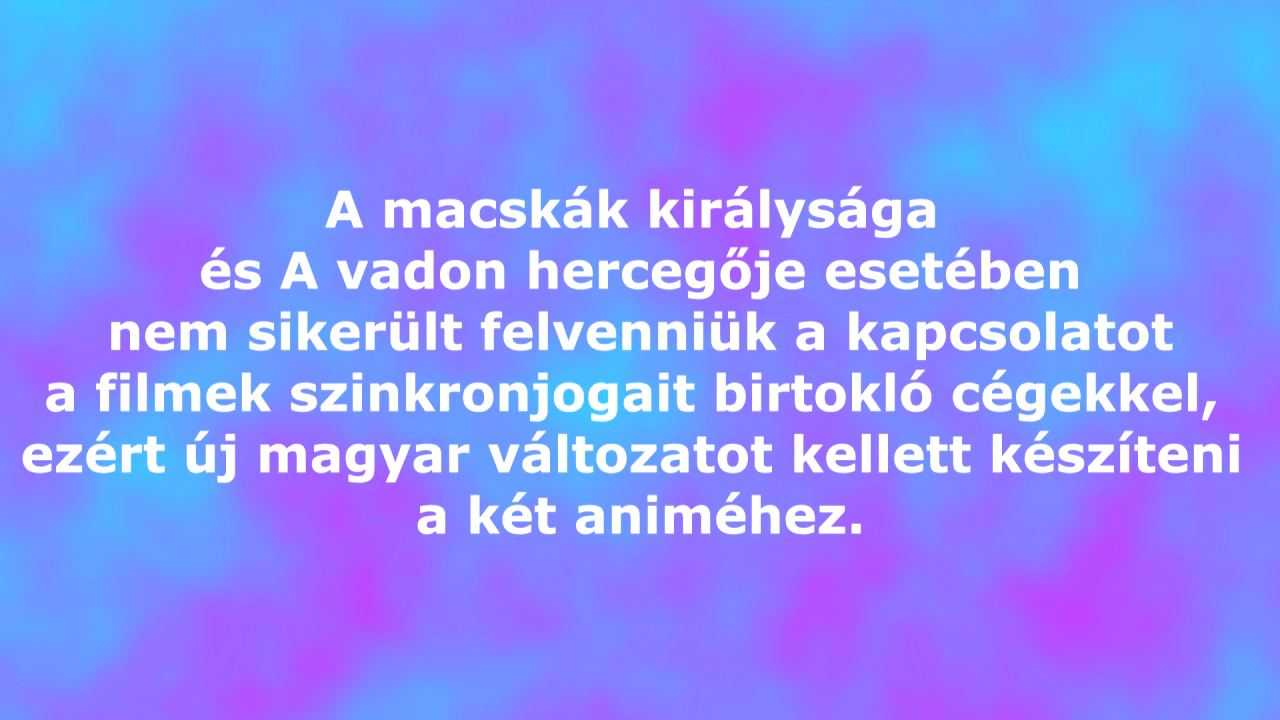 A macskák királysága
és A vadon hercegője esetében
nem sikerült felvenniük a kapcsolatot
a filmek szinkronjogait birtokló cégekkel,
ezért új magyar változatot kellett készíteni
a két animéhez.